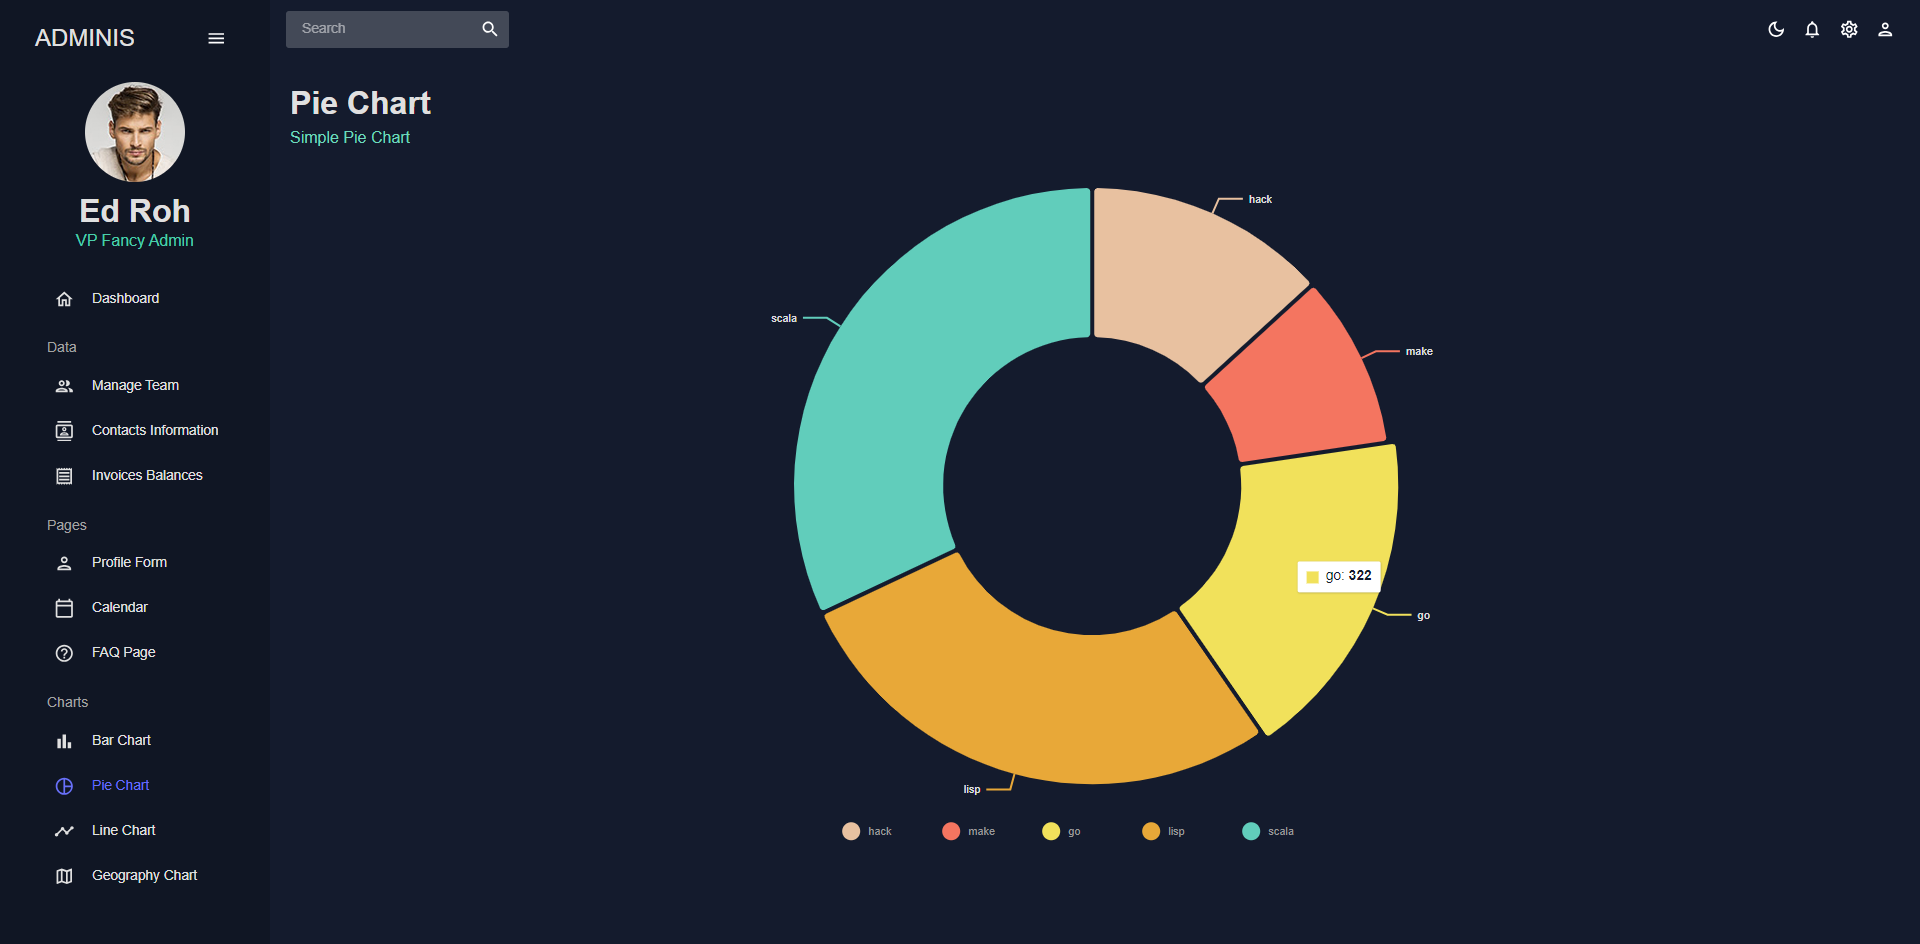 ADMINIS
Search
Ed Roh
VP Fancy Admin
Dashboard
Data
Manage Team
Contacts Information
Invoices Balances
Pages
Profile Form
Calendar
FAQ Page
Charts
Bar Chart
Pie Chart
Line Chart
Geography Chart
Pie Chart
Simple Pie Chart
hack
scala
make
go: 322
go
lisp
hack make go lisp scala